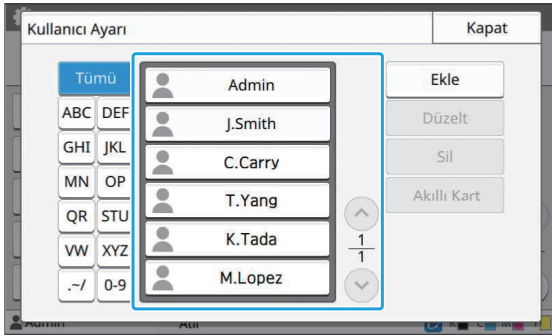 Kullanıcı Ayarı
Kapat
Tümü
ABC DEF
GHI JKL
MN OP
QR STU
VW XYZ
.~/ 0-9
Admin
J.Smith
C.Carry
T.Yang
K.Tada
M.Lopez
1
1
Ekle
Düzelt
Sil
Akıllı Kart